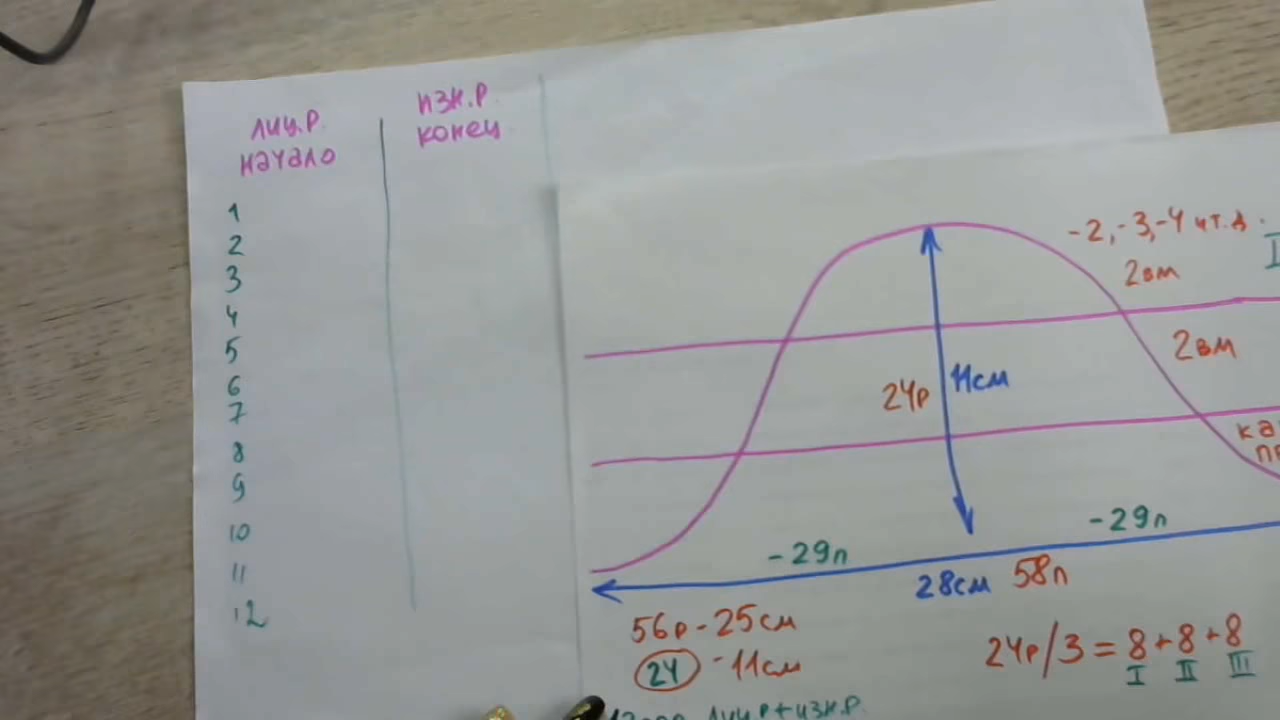 лиц.р. изн.р.
начало конец
1
2
3
4
5
6
7
8
9
10
11
12
-2,-3,-4 и т.д.
I
2вм
2вм
24р 11см
-29п
-29п
28см 58п
56р-25см
24 -11см
24р/3=8+8+8
I II III
лиц.р+изн.р.